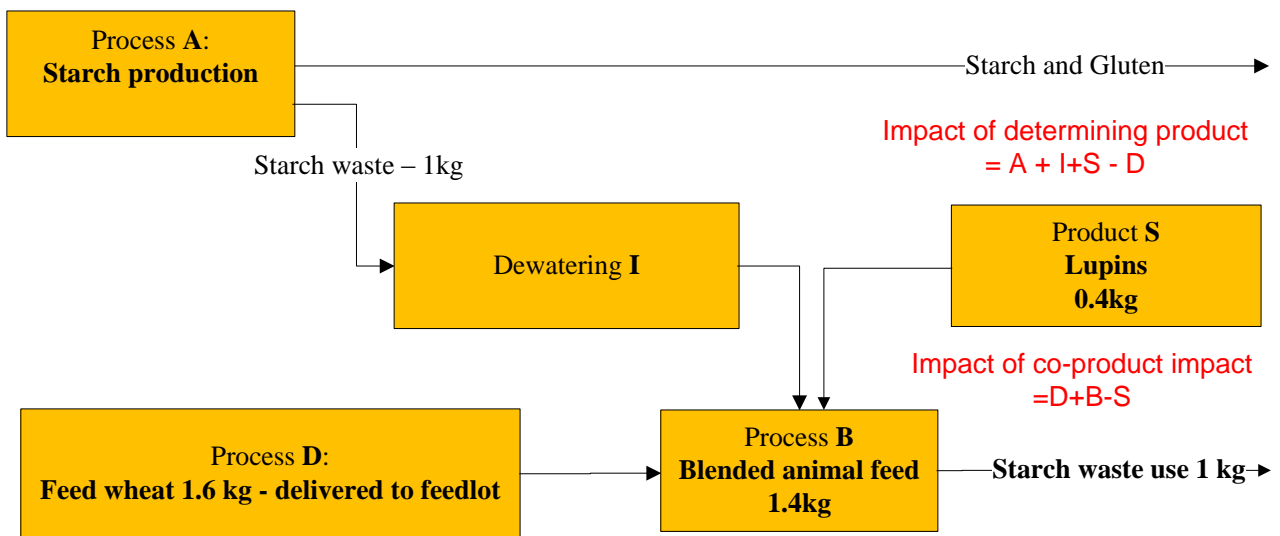 Process A:
Starch production
Starch and Gluten
Impact of determining product
= A + I+S - D
Starch waste – 1kg
Dewatering I
Product S
Lupins
0.4kg
Impact of co-product impact
=D+B-S
Process D:
Feed wheat 1.6 kg - delivered to feedlot
Process B
Blended animal feed
1.4kg
Starch waste use 1 kg